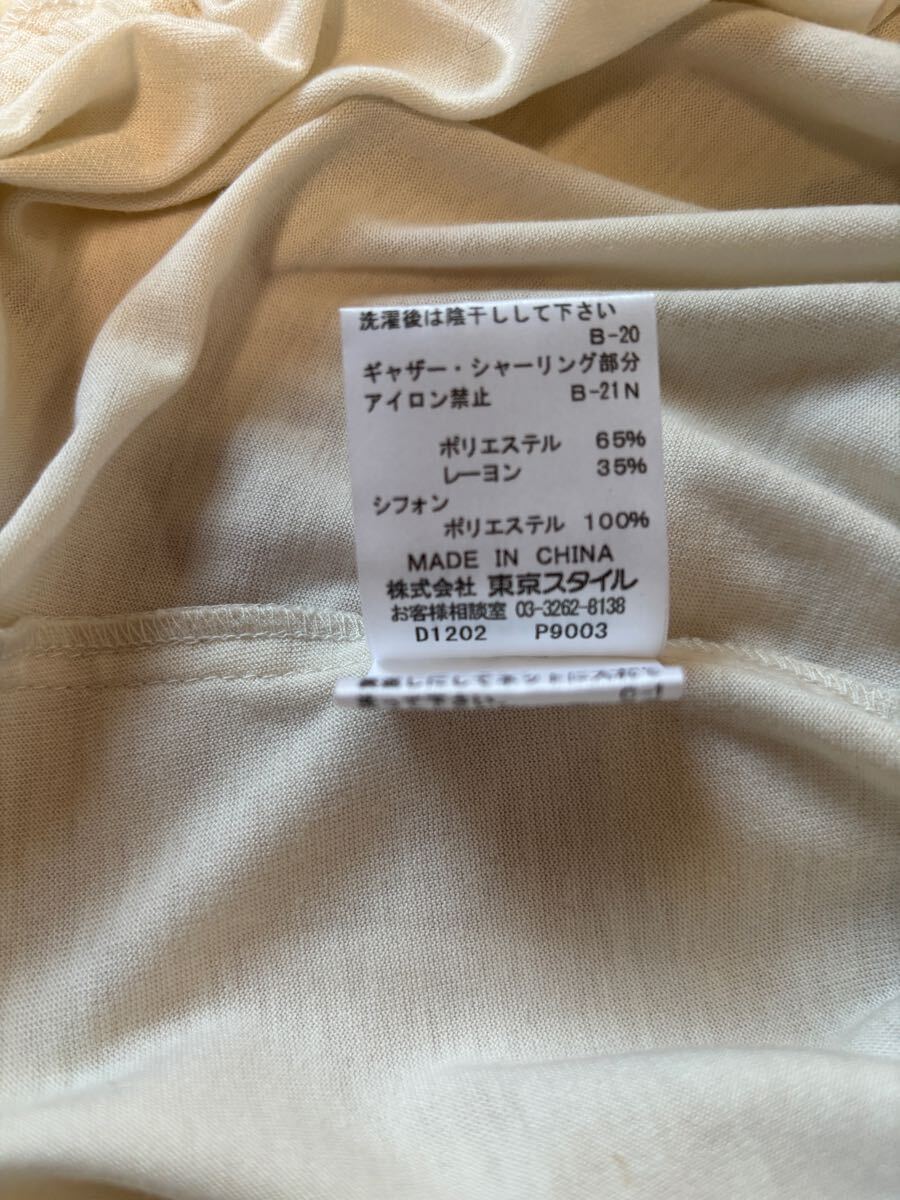 洗濯後は陰干しして下さい
B-20
ギャザー・シャーリング部分
アイロン禁止 B-21N
ポリエステル 65%
レーヨン 35%
シフォン
ポリエステル 100%
MADE IN CHINA
株式会社 東京スタイル
お客様相談室 03-3262-8138
D1202 P9003